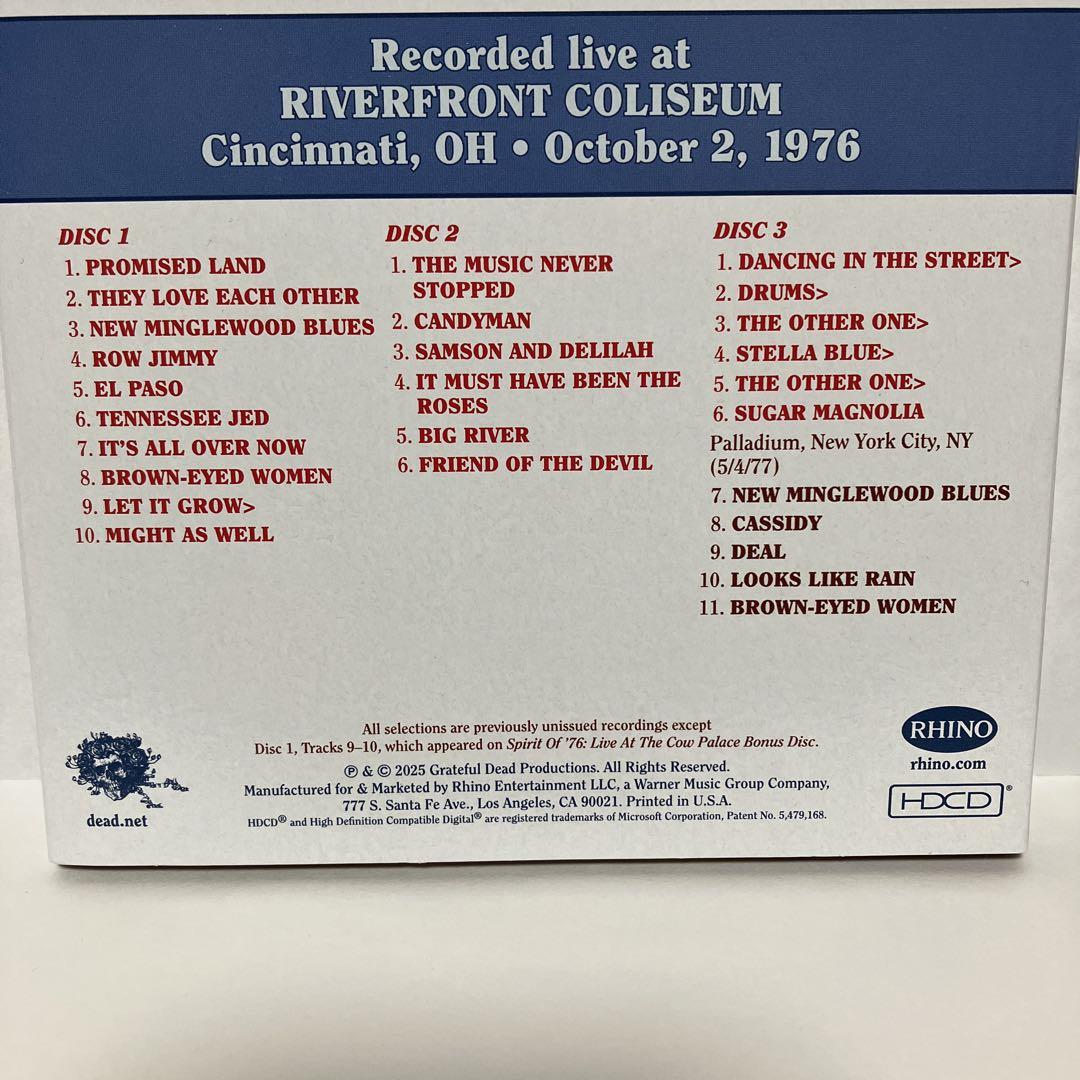 Recorded live at
RIVERFRONT COLISEUM
Cincinnati, OH • October 2, 1976
DISC 1
1. PROMISED LAND
2. THEY LOVE EACH OTHER
3. NEW MINGLEWOOD BLUES
4. ROW JIMMY
5. EL PASO
6. TENNESSEE JED
7. IT'S ALL OVER NOW
8. BROWN-EYED WOMEN
9. LET IT GROW>
10. MIGHT AS WELL
DISC 2
1. THE MUSIC NEVER
STOPPED
2. CANDYMAN
3. SAMSON AND DELILAH
4. IT MUST HAVE BEEN THE
ROSES
5. BIG RIVER
6. FRIEND OF THE DEVIL
DISC 3
1. DANCING IN THE STREET>
2. DRUMS>
3. THE OTHER ONE>
4. STELLA BLUE>
5. THE OTHER ONE>
6. SUGAR MAGNOLIA
Palladium, New York City, NY
(5/4/77)
7. NEW MINGLEWOOD BLUES
8. CASSIDY
9. DEAL
10. LOOKS LIKE RAIN
11. BROWN-EYED WOMEN
All selections are previously unissued recordings except
Disc 1, Tracks 9–10, which appeared on Spirit Of '76: Live At The Cow Palace Bonus Disc.
℗ & © 2025 Grateful Dead Productions. All Rights Reserved.
Manufactured for & Marketed by Rhino Entertainment LLC, a Warner Music Group Company,
777 S. Santa Fe Ave., Los Angeles, CA 90021. Printed in U.S.A.
HDCD® and High Definition Compatible Digital® are registered trademarks of Microsoft Corporation, Patent No. 5,479,168.
dead.net
RHINO
rhino.com
HDCD®